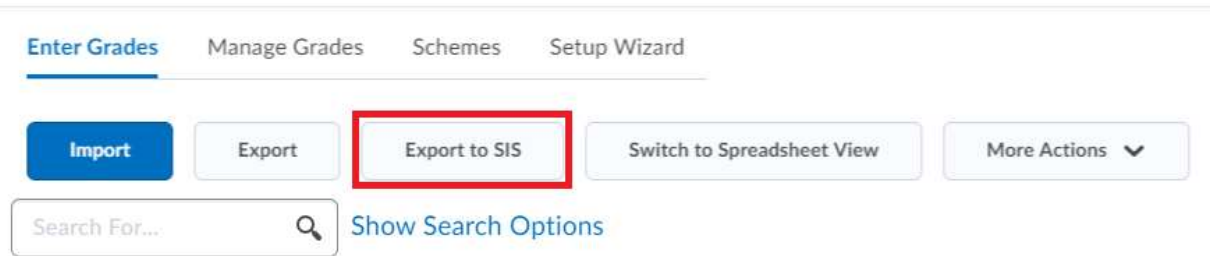 Enter Grades Manage Grades Schemes Setup Wizard
Import Export Export to SIS Switch to Spreadsheet View More Actions
Search For... Show Search Options